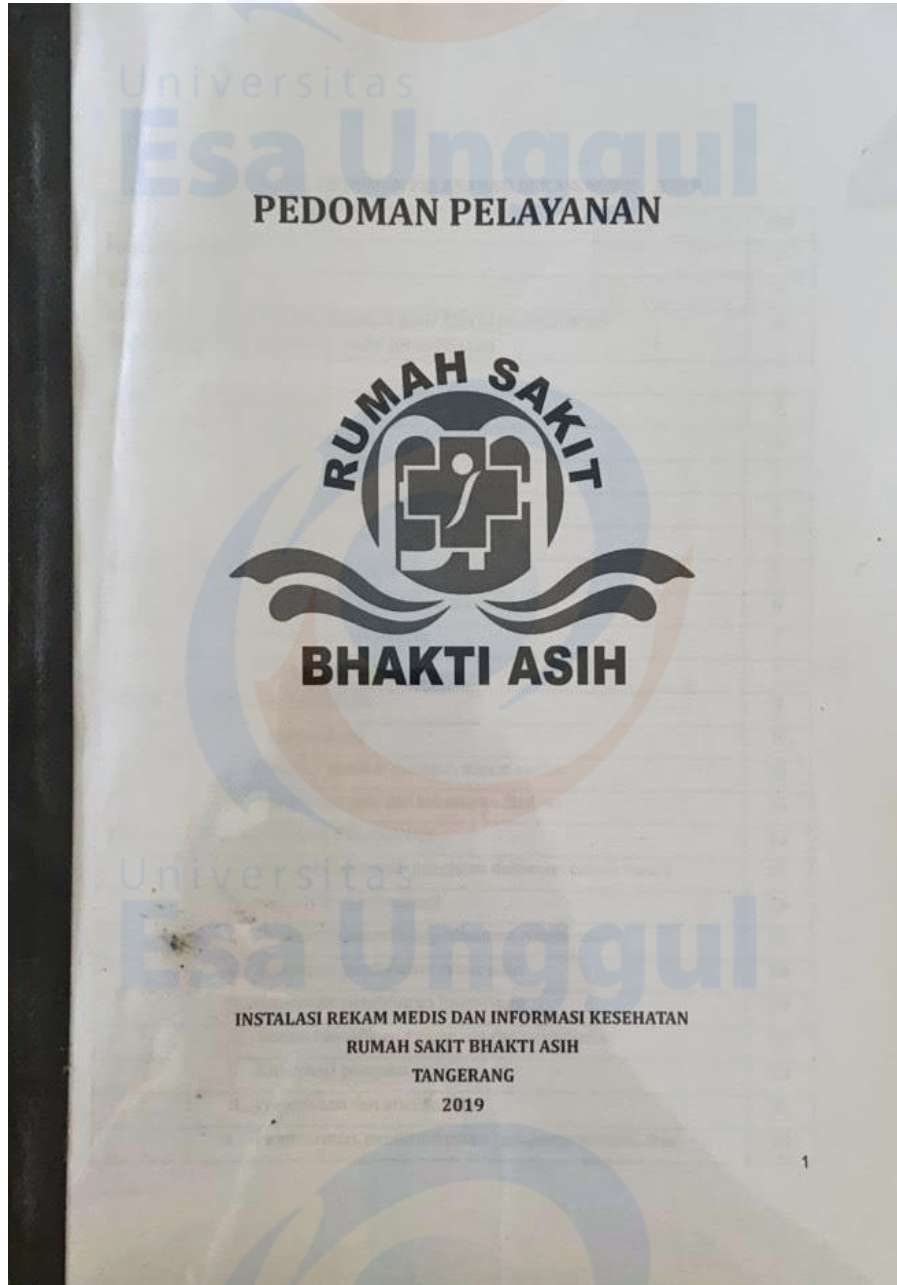 Universitas
Esa Unggul
PEDOMAN PELAYANAN
RUMAH SAKIT
BHAKTI ASIH
Universitas
Esa Unggul
INSTALASI REKAM MEDIS DAN INFORMASI KESEHATAN
RUMAH SAKIT BHAKTI ASIH
TANGERANG
2019
1